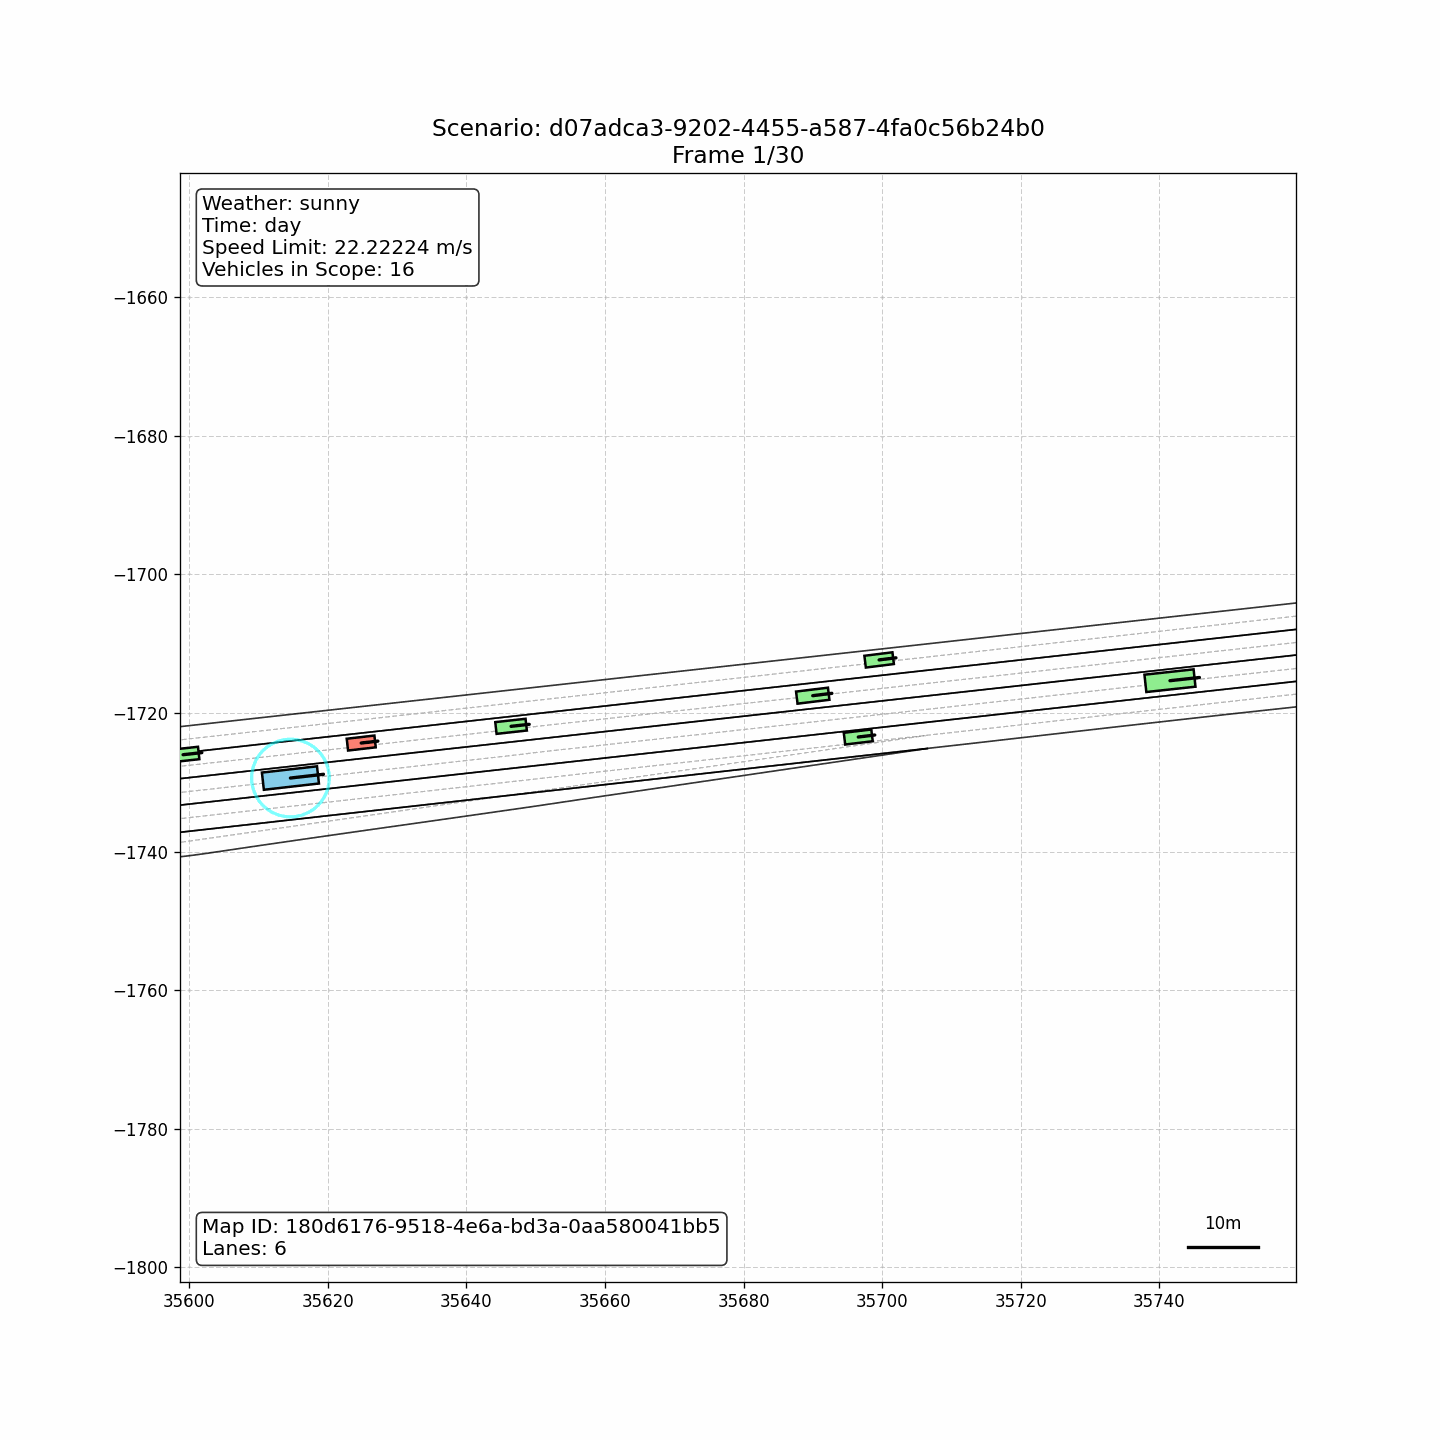 Scenario: d07adca3-9202-4455-a587-4fa0c56b24b0
Frame 1/30
Weather: sunny
Time: day
Speed Limit: 22.22224 m/s
Vehicles in Scope: 16
−1660
−1680
−1700
−1720
−1740
−1760
−1780
−1800
Map ID: 180d6176-9518-4e6a-bd3a-0aa580041bb5
Lanes: 6
10m
35600 35620 35640 35660 35680 35700 35720 35740